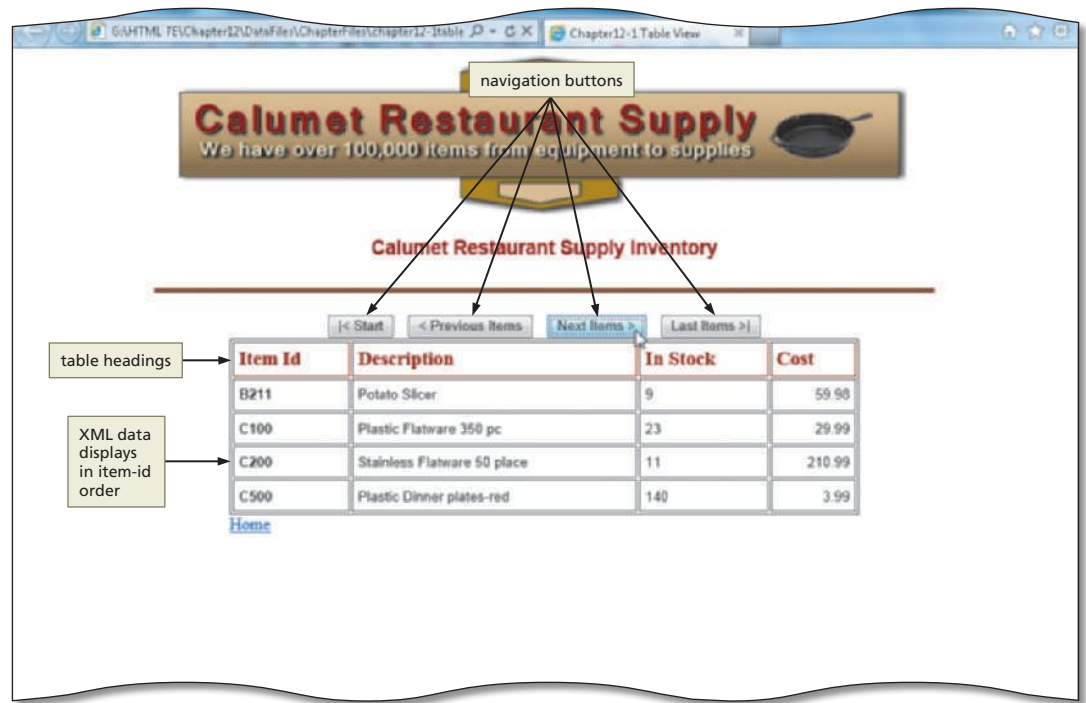 G:\HTML 7E\Chapter12\DataFiles\ChapterFiles\chapter12-1table
Chapter12-1 Table View
navigation buttons
Calumet Restaurant Supply
We have over 100,000 items from equipment to supplies
Calumet Restaurant Supply Inventory
|< Start < Previous Items Next Items > Last Items >|
table headings
Item Id Description In Stock Cost
B211 Potato Slicer 9 59.98
C100 Plastic Flatware 350 pc 23 29.99
XML data
displays
in item-id
order
C200 Stainless Flatware 50 place 11 210.99
C500 Plastic Dinner plates-red 140 3.99
Home